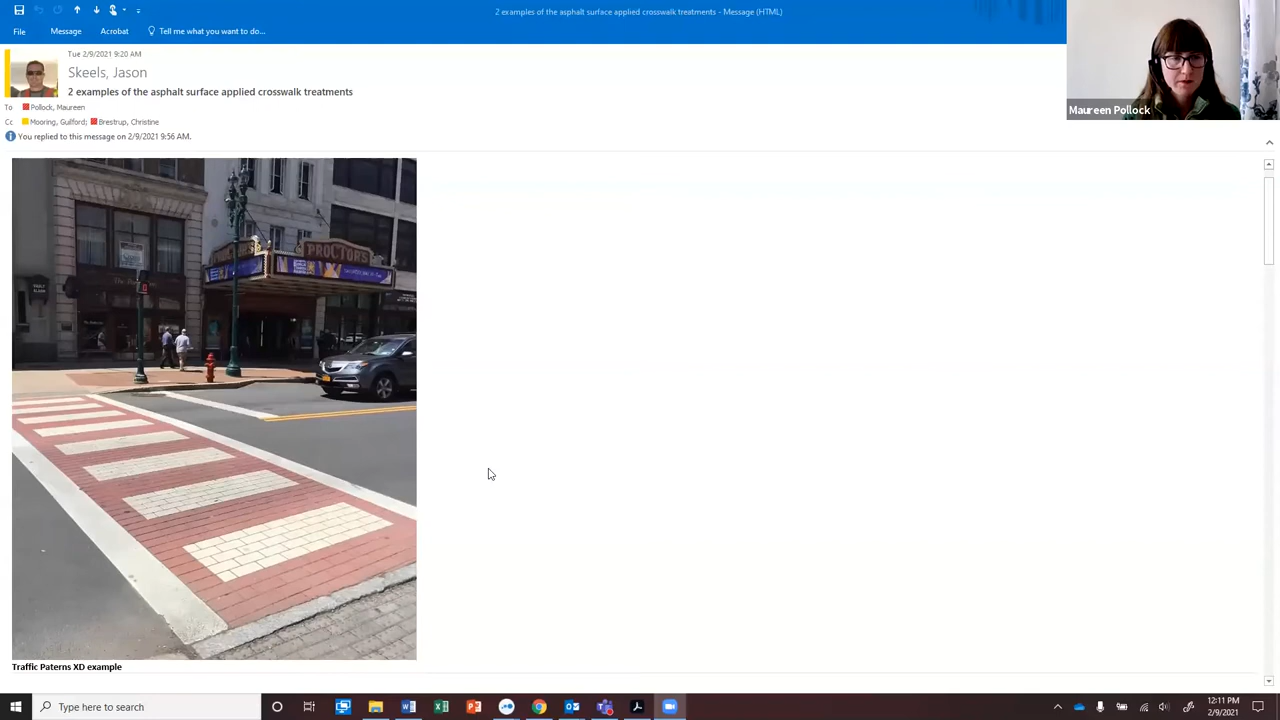 2 examples of the asphalt surface applied crosswalk treatments - Message (HTML)
File Message Acrobat Tell me what you want to do...
Tue 2/9/2021 9:20 AM
Skeels, Jason
2 examples of the asphalt surface applied crosswalk treatments
To Pollock, Maureen
Cc Mooring, Guilford; Brestrup, Christine
You replied to this message on 2/9/2021 9:56 AM.
Maureen Pollock
PROCTORS
Traffic Paterns XD example
Type here to search
12:11 PM
2/9/2021